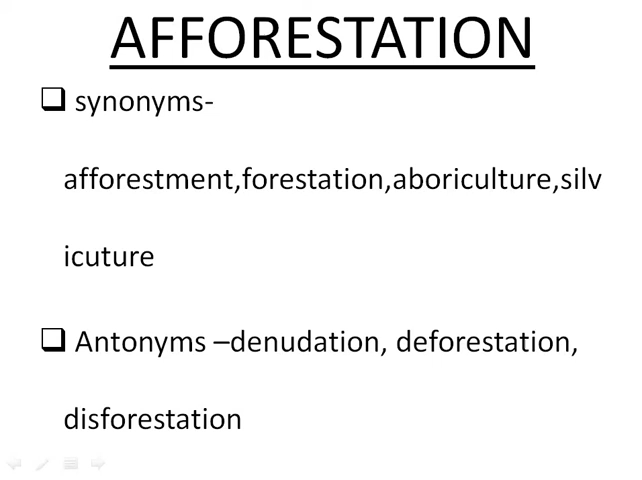 AFFORESTATION
❑ synonyms-
afforestment,forestation,aboriculture,silv
icuture
❑ Antonyms –denudation, deforestation,
disforestation